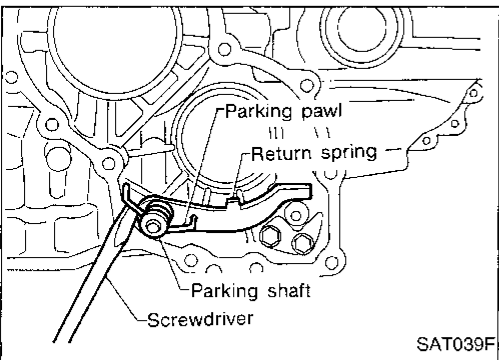 Parking pawl
Return spring
Parking shaft
Screwdriver
SAT039F